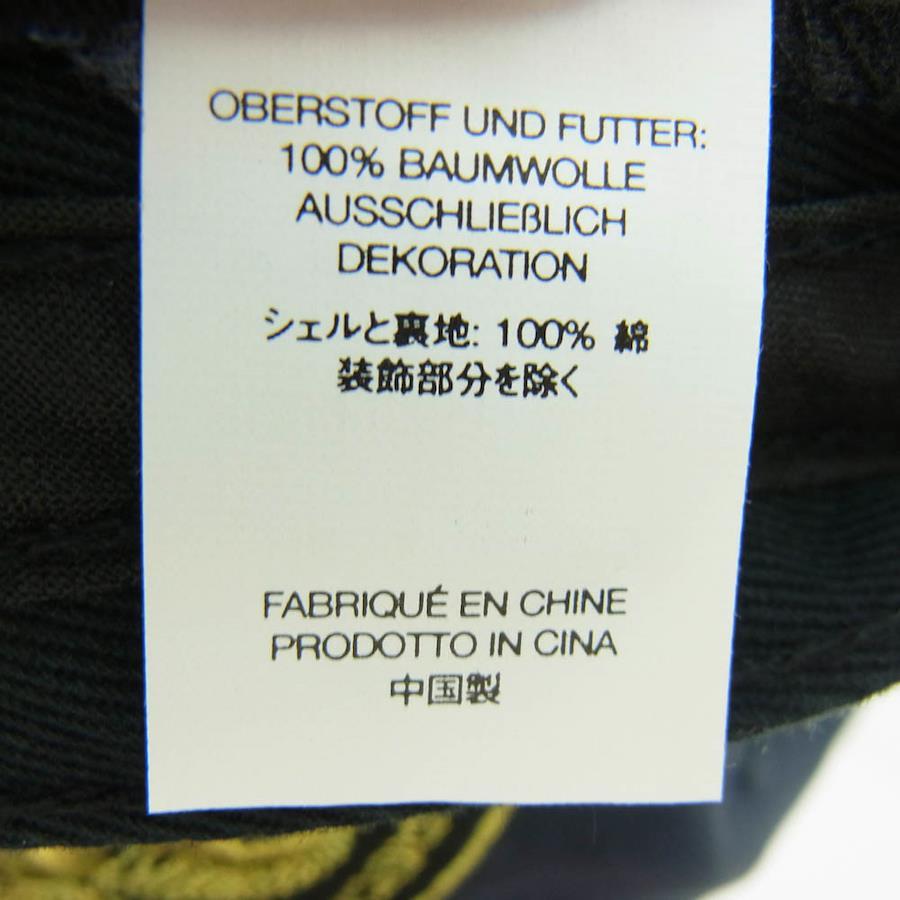 OBERSTOFF UND FUTTER:
100% BAUMWOLLE
AUSSCHLIEßLICH
DEKORATION
シェルと裏地: 100% 綿
装飾部分を除く
FABRIQUÉ EN CHINE
PRODOTTO IN CINA
中国製